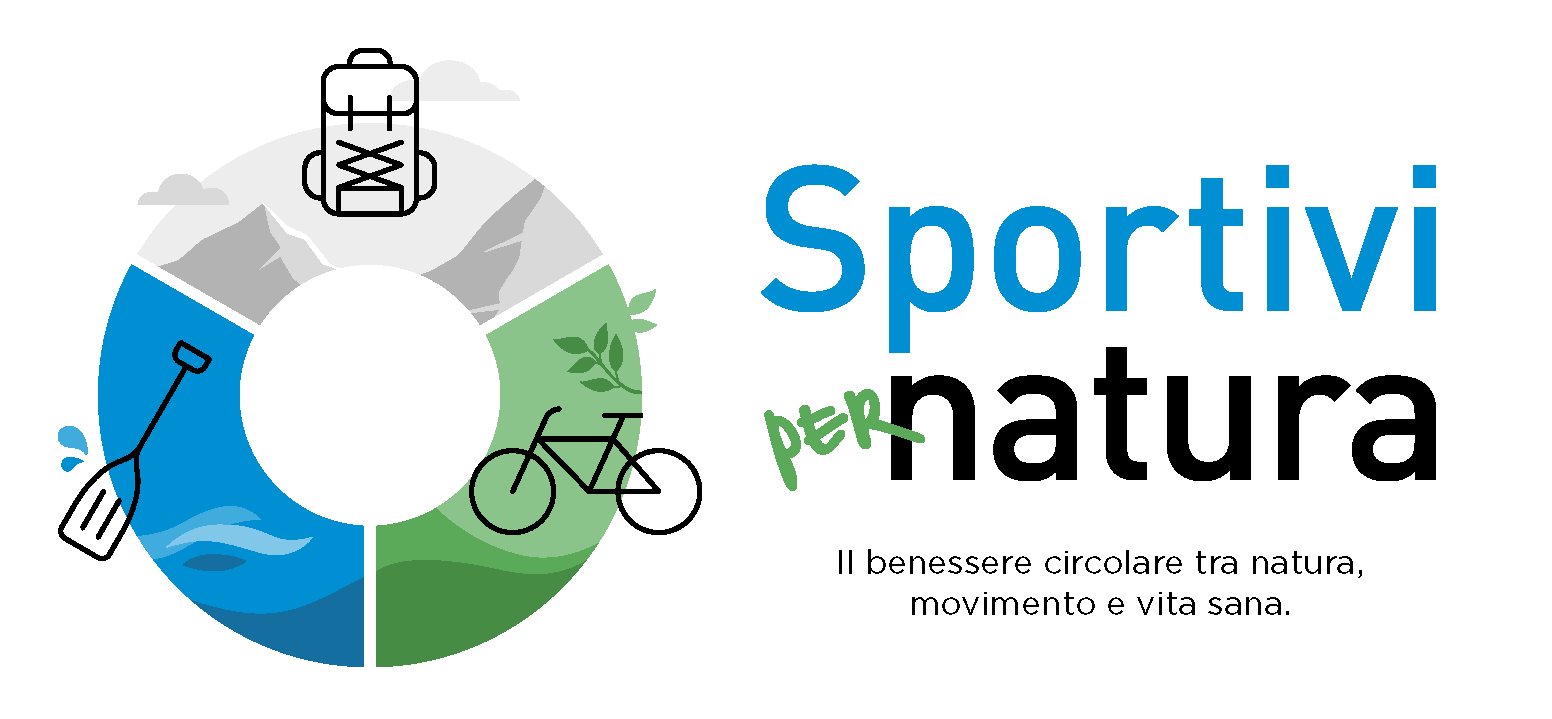 Sportivi
PER natura
Il benessere circolare tra natura,
movimento e vita sana.